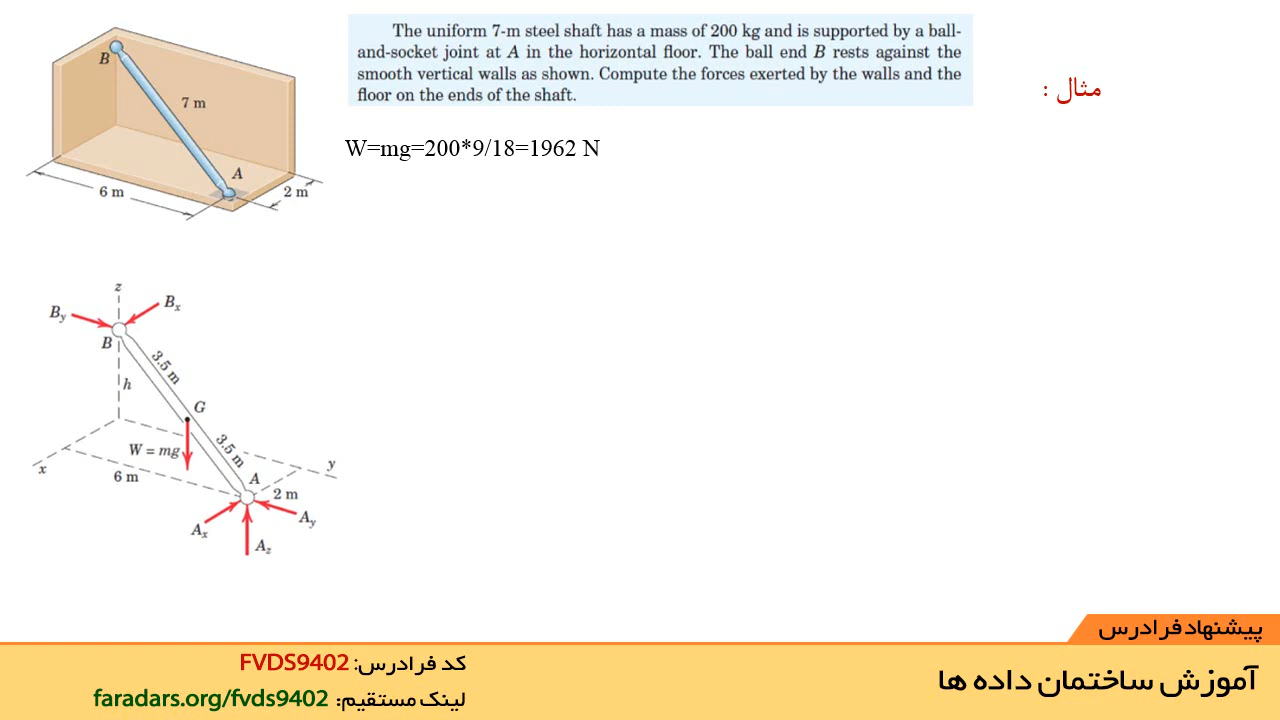 The uniform 7-m steel shaft has a mass of 200 kg and is supported by a ball-
and-socket joint at A in the horizontal floor. The ball end B rests against the
smooth vertical walls as shown. Compute the forces exerted by the walls and the
floor on the ends of the shaft.
مثال :
W=mg=200*9/18=1962 N
B
7 m
A
6 m
2 m
z
By
Bx
B
3.5 m
h
G
W = mg
3.5 m
x
y
6 m
A
2 m
Ax
Ay
Az
پیشنهاد فرادرس
آموزش ساختمان داده ها
کد فرادرس: FVDS9402
لینک مستقیم: faradars.org/fvds9402